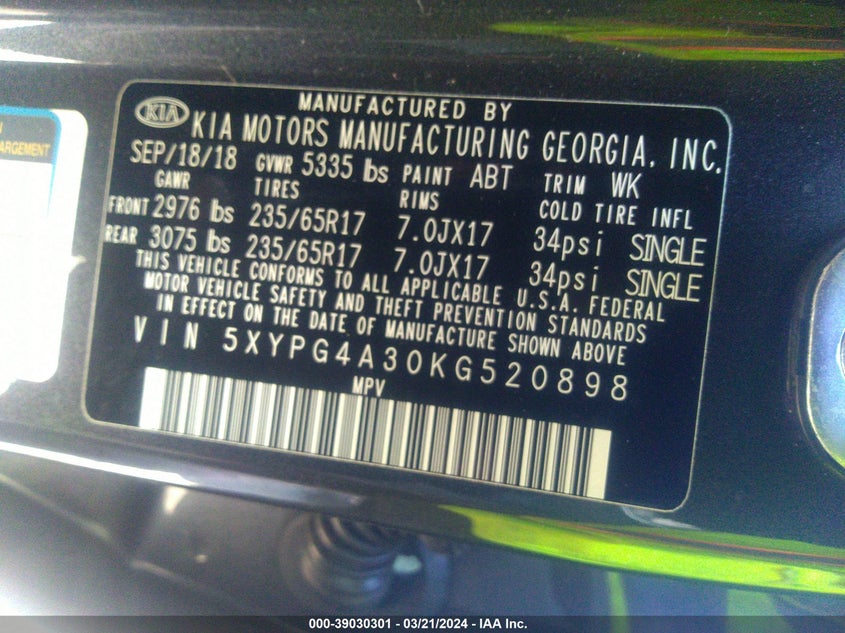 KIA
MANUFACTURED BY
KIA MOTORS MANUFACTURING GEORGIA, INC.
SEP/18/18 GVWR 5335 lbs PAINT ABT TRIM WK
GAWR TIRES RIMS COLD TIRE INFL
FRONT 2976 lbs 235/65R17 7.0JX17 34psi SINGLE
REAR 3075 lbs 235/65R17 7.0JX17 34psi SINGLE
THIS VEHICLE CONFORMS TO ALL APPLICABLE U.S.A. FEDERAL
MOTOR VEHICLE SAFETY AND THEFT PREVENTION STANDARDS
IN EFFECT ON THE DATE OF MANUFACTURE SHOWN ABOVE
VIN 5XYPG4A30KG520898
MPV
000-39030301 - 03/21/2024 - IAA Inc.